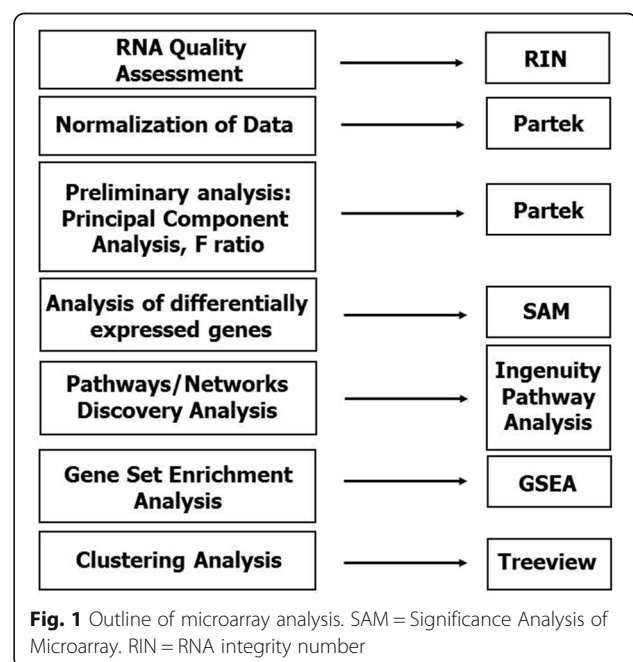 RNA Quality
Assessment
RIN
Normalization of Data
Partek
Preliminary analysis:
Principal Component
Analysis, F ratio
Partek
Analysis of differentially
expressed genes
SAM
Pathways/Networks
Discovery Analysis
Ingenuity
Pathway
Analysis
Gene Set Enrichment
Analysis
GSEA
Clustering Analysis
Treeview
Fig. 1 Outline of microarray analysis. SAM = Significance Analysis of
Microarray. RIN = RNA integrity number